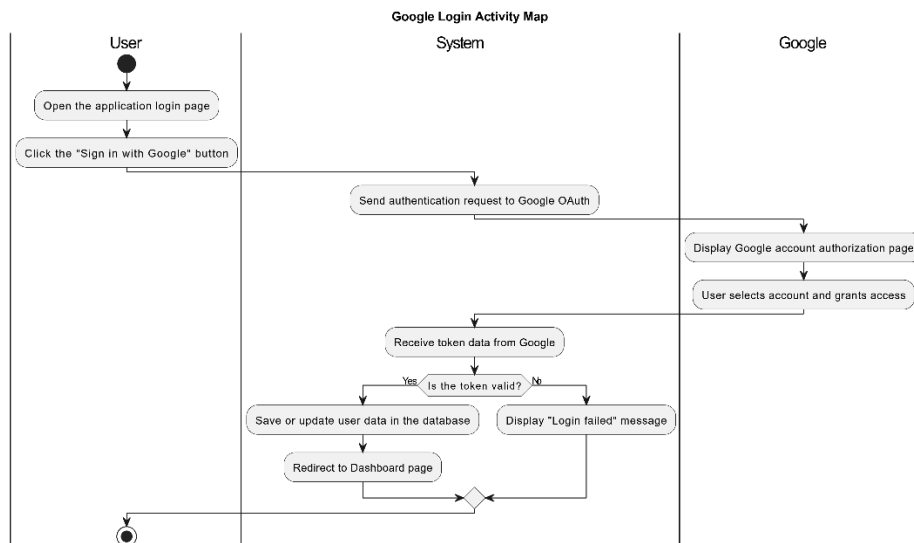 Google Login Activity Map
User
System
Google
Open the application login page
Click the "Sign in with Google" button
Send authentication request to Google OAuth
Display Google account authorization page
User selects account and grants access
Receive token data from Google
Yes
Is the token valid?
No
Save or update user data in the database
Display "Login failed" message
Redirect to Dashboard page